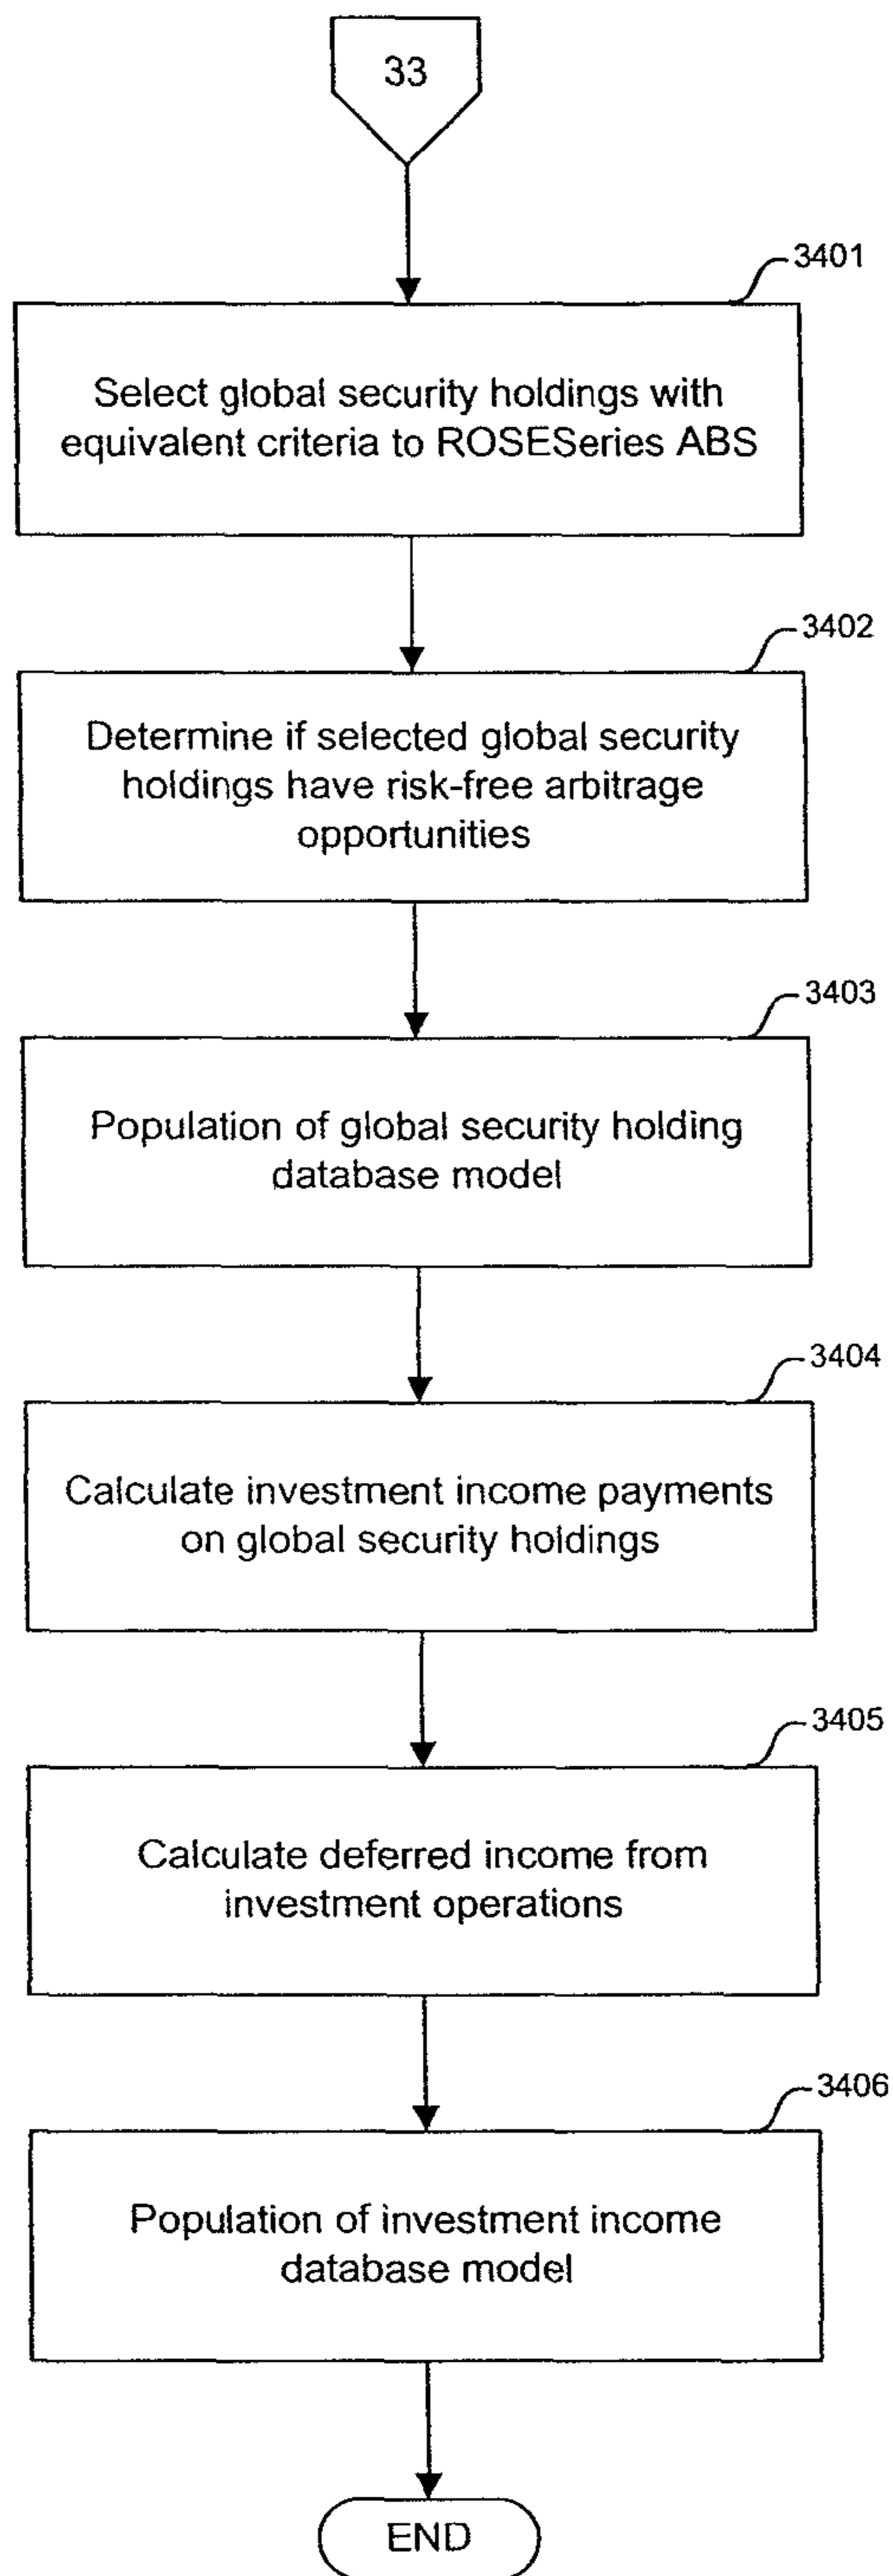 33
3401
Select global security holdings with
equivalent criteria to ROSESeries ABS
3402
Determine if selected global security
holdings have risk-free arbitrage
opportunities
3403
Population of global security holding
database model
3404
Calculate investment income payments
on global security holdings
3405
Calculate deferred income from
investment operations
3406
Population of investment income
database model
END